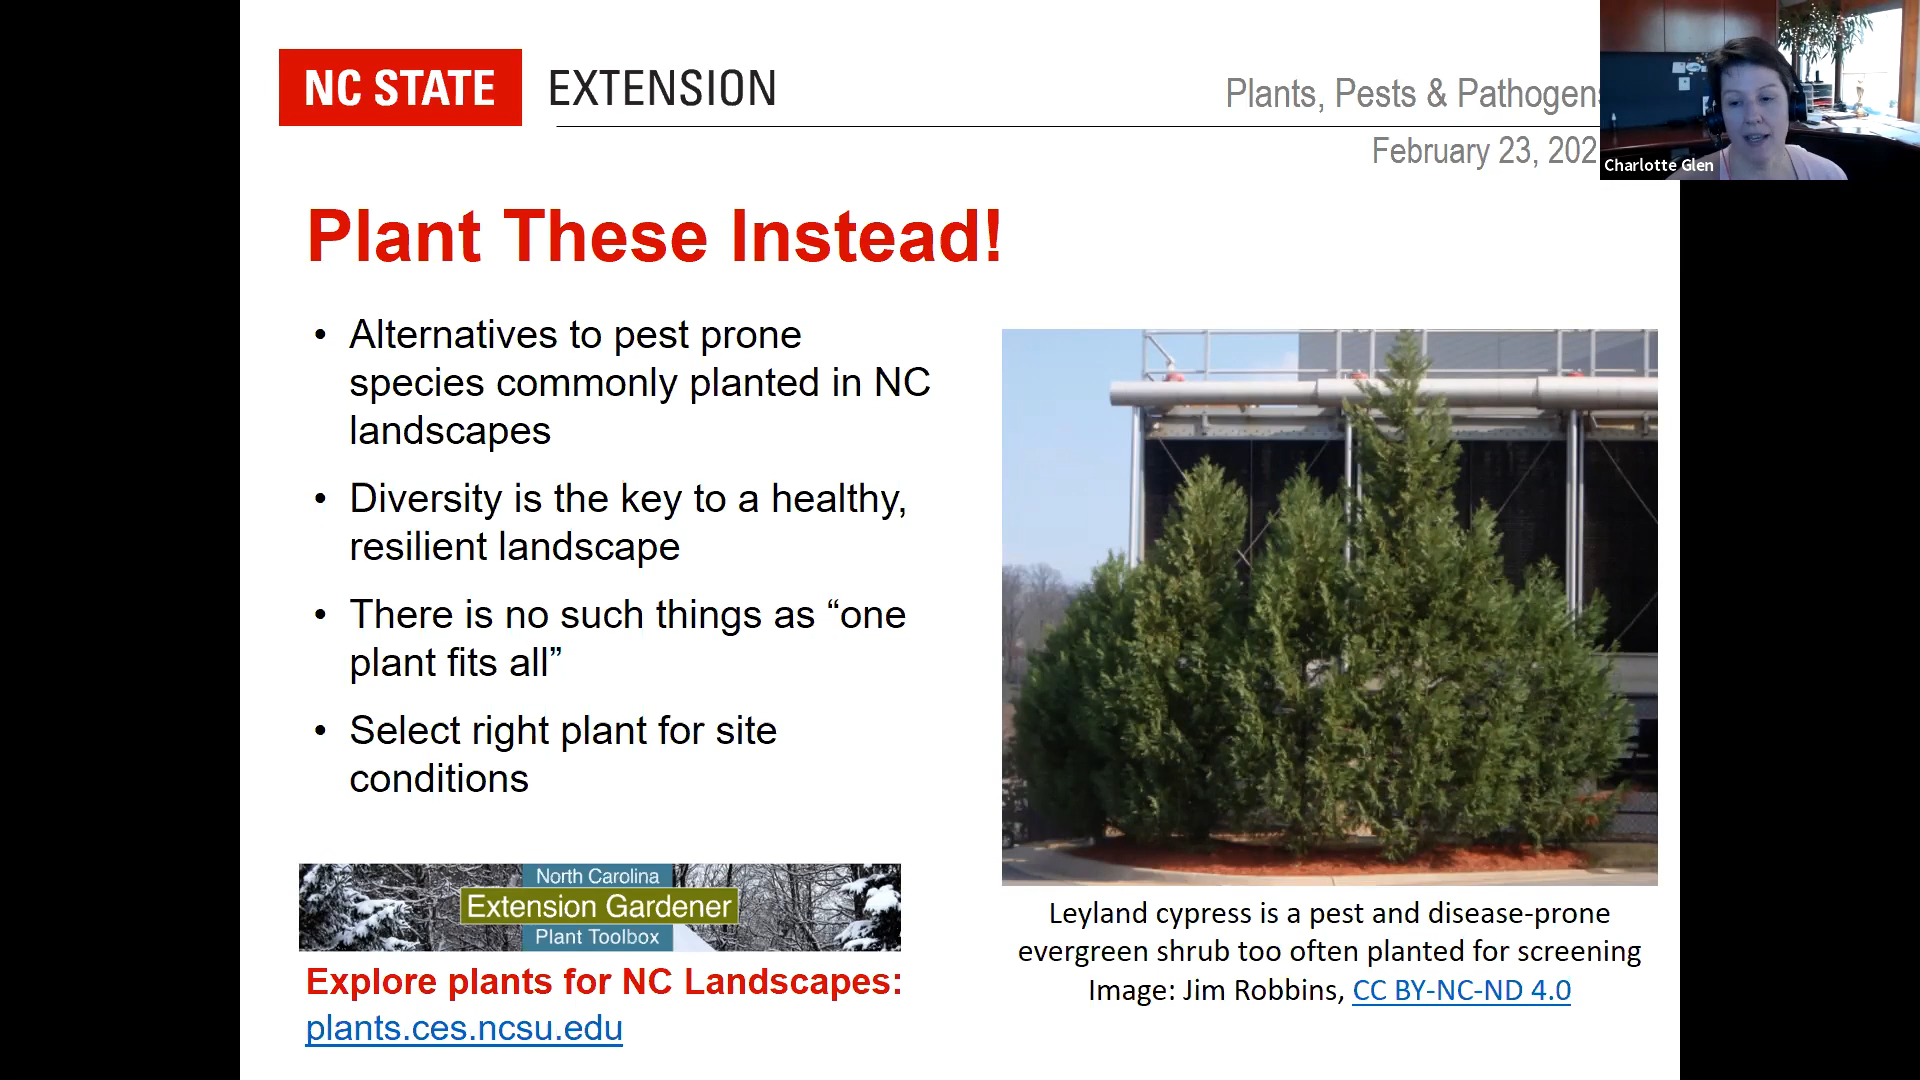 NC STATE EXTENSION
Plants, Pests & Pathogens
February 23, 202
Charlotte Glen
Plant These Instead!
• Alternatives to pest prone
species commonly planted in NC
landscapes
• Diversity is the key to a healthy,
resilient landscape
• There is no such things as “one
plant fits all”
• Select right plant for site
conditions
North Carolina
Extension Gardener
Plant Toolbox
Explore plants for NC Landscapes:
plants.ces.ncsu.edu
Leyland cypress is a pest and disease-prone
evergreen shrub too often planted for screening
Image: Jim Robbins, CC BY-NC-ND 4.0